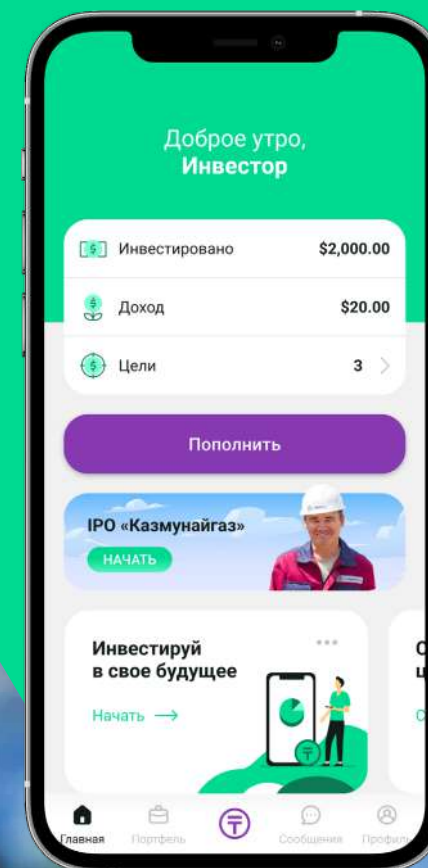 Доброе утро,
Инвестор
Инвестировано $2,000.00
Доход $20.00
Цели 3
Пополнить
IPO «Казмунайгаз»
НАЧАТЬ
Инвестируй
в свое будущее
Начать →
Главная Портфель Сообщения Профиль